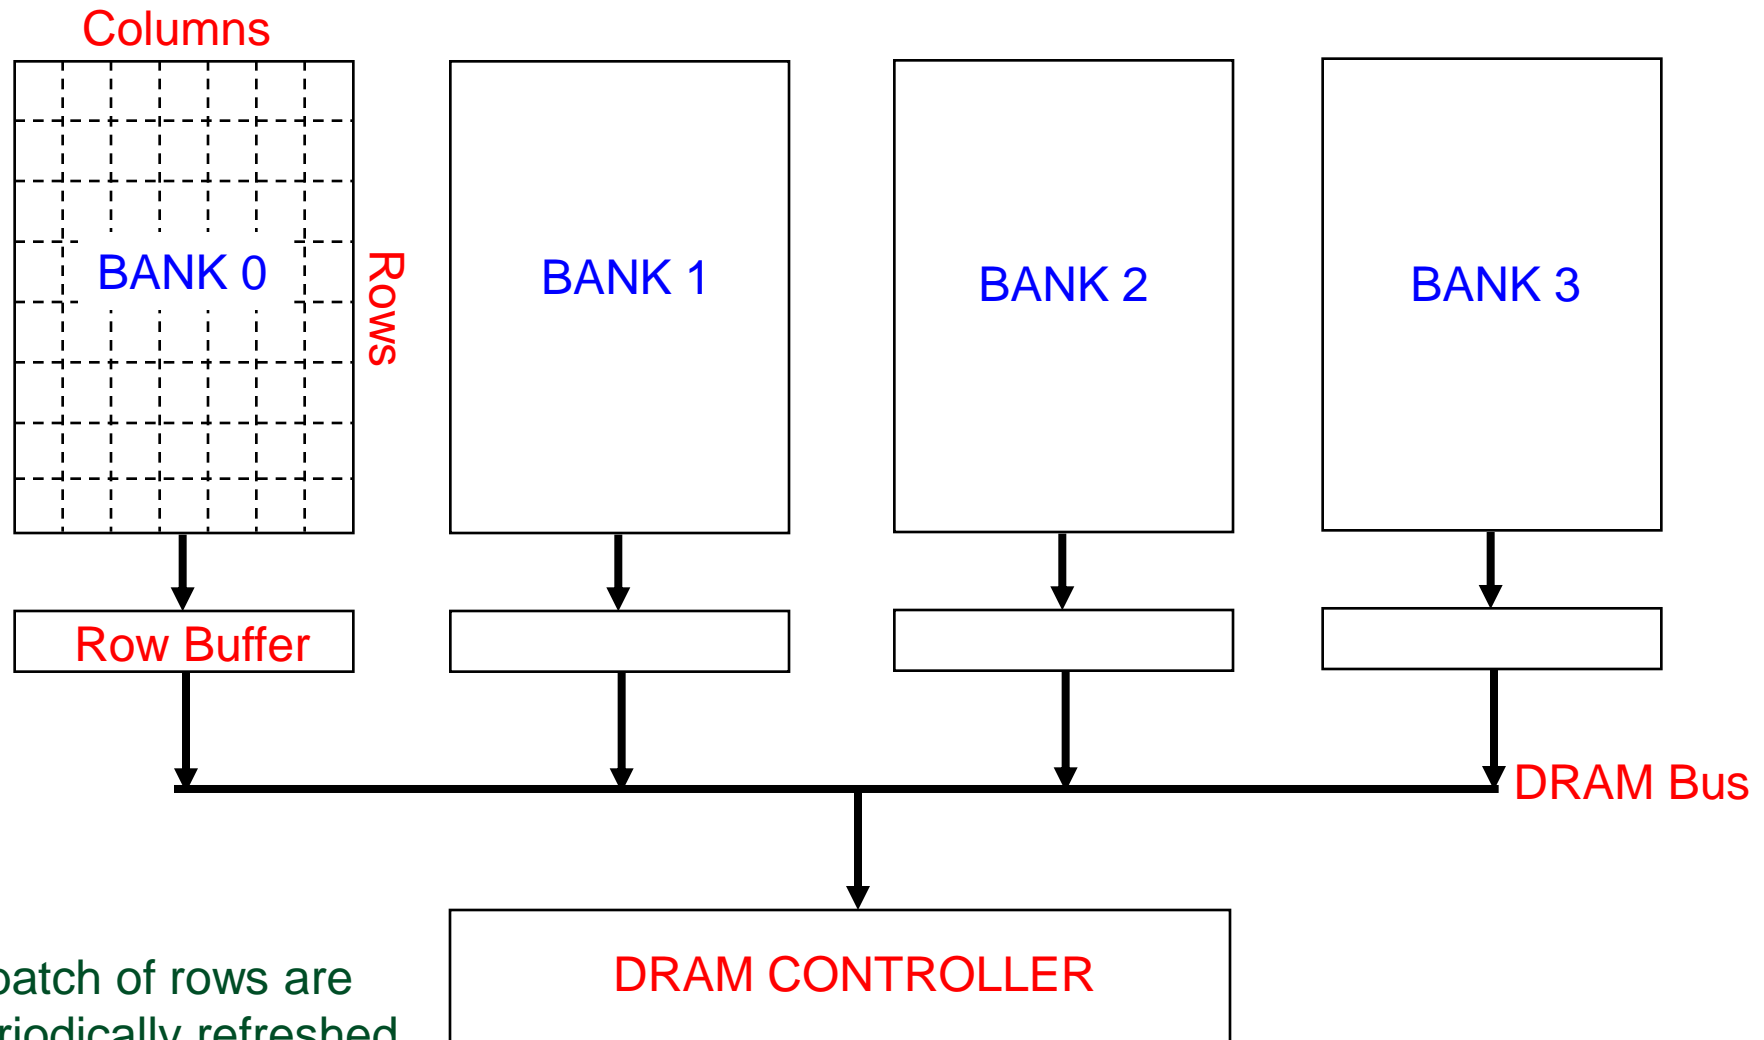 Columns
BANK 0
Rows
BANK 1
BANK 2
BANK 3
Row Buffer
DRAM Bus
DRAM CONTROLLER
of rows are
refreshed